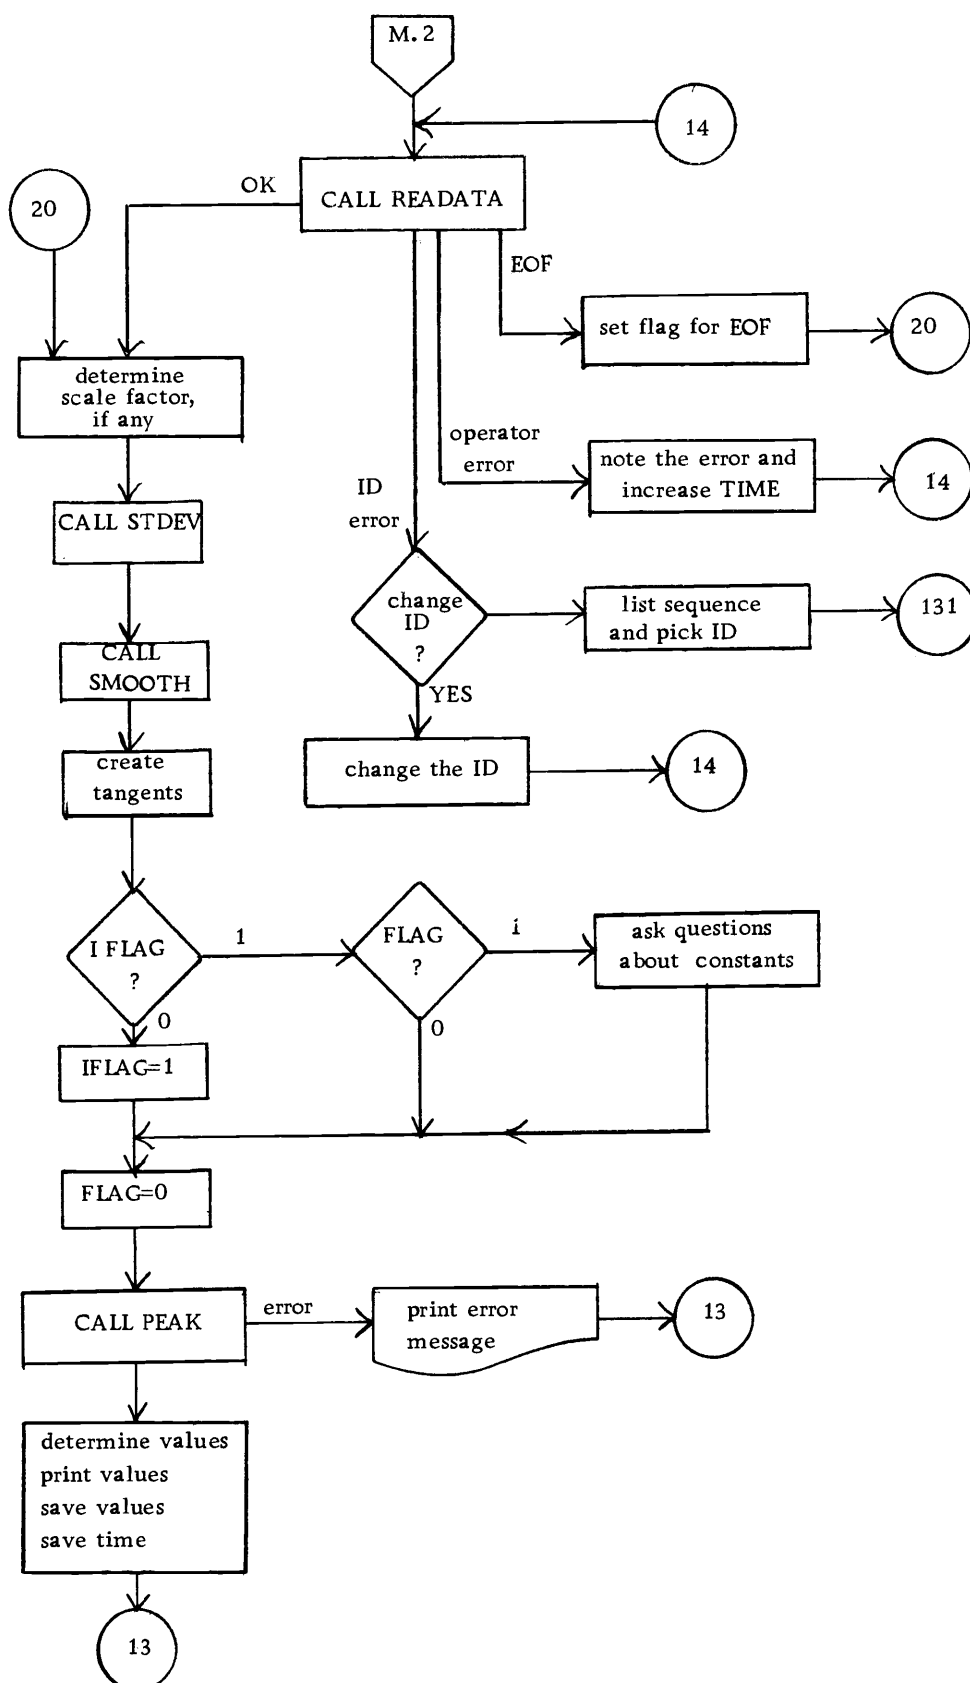 M.2
14
CALL READATA
OK
20
EOF
set flag for EOF
20
determine
scale factor,
if any
operator
error
note the error and
increase TIME
14
ID
error
CALL STDEV
change
ID
?
list sequence
and pick ID
131
CALL
SMOOTH
YES
create
tangents
change the ID
14
I FLAG
?
1
FLAG
?
i
ask questions
about constants
0
0
IFLAG=1
FLAG=0
CALL PEAK
error
print error
message
13
determine values
print values
save values
save time
13